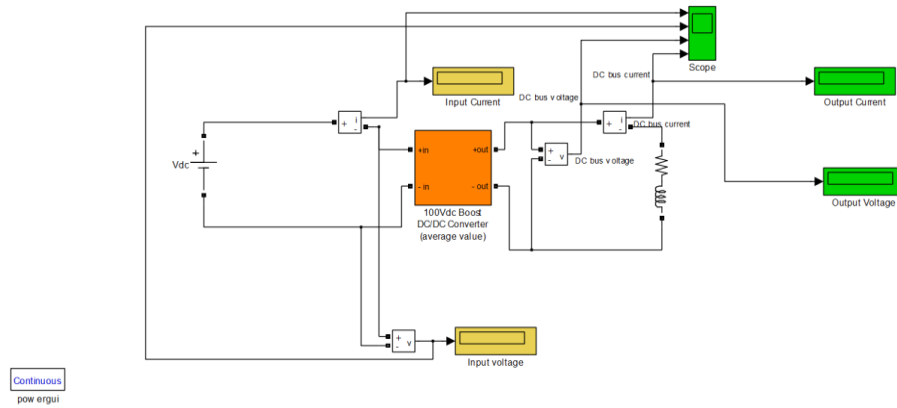 Scope
DC bus current
Input Current
DC bus voltage
Output Current
+ i -
+ i -
DC bus current
Vdc
+
+in
+out
+ - v
DC bus voltage
- in
- out
Output Voltage
100Vdc Boost
DC/DC Converter
(average value)
+ - v
Input voltage
Continuous
pow ergui